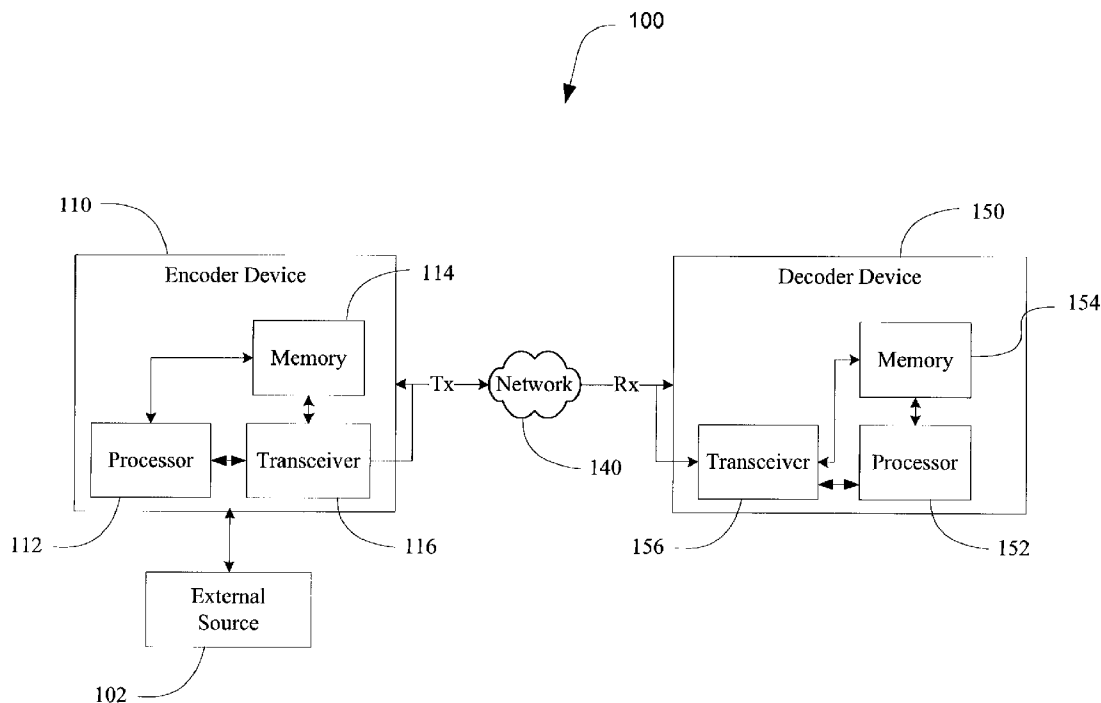 100
110
150
Encoder Device
114
Decoder Device
154
Memory
Memory
Tx
Network
Rx
Processor
Transceiver
140
Transceiver
Processor
112
116
156
152
External
Source
102